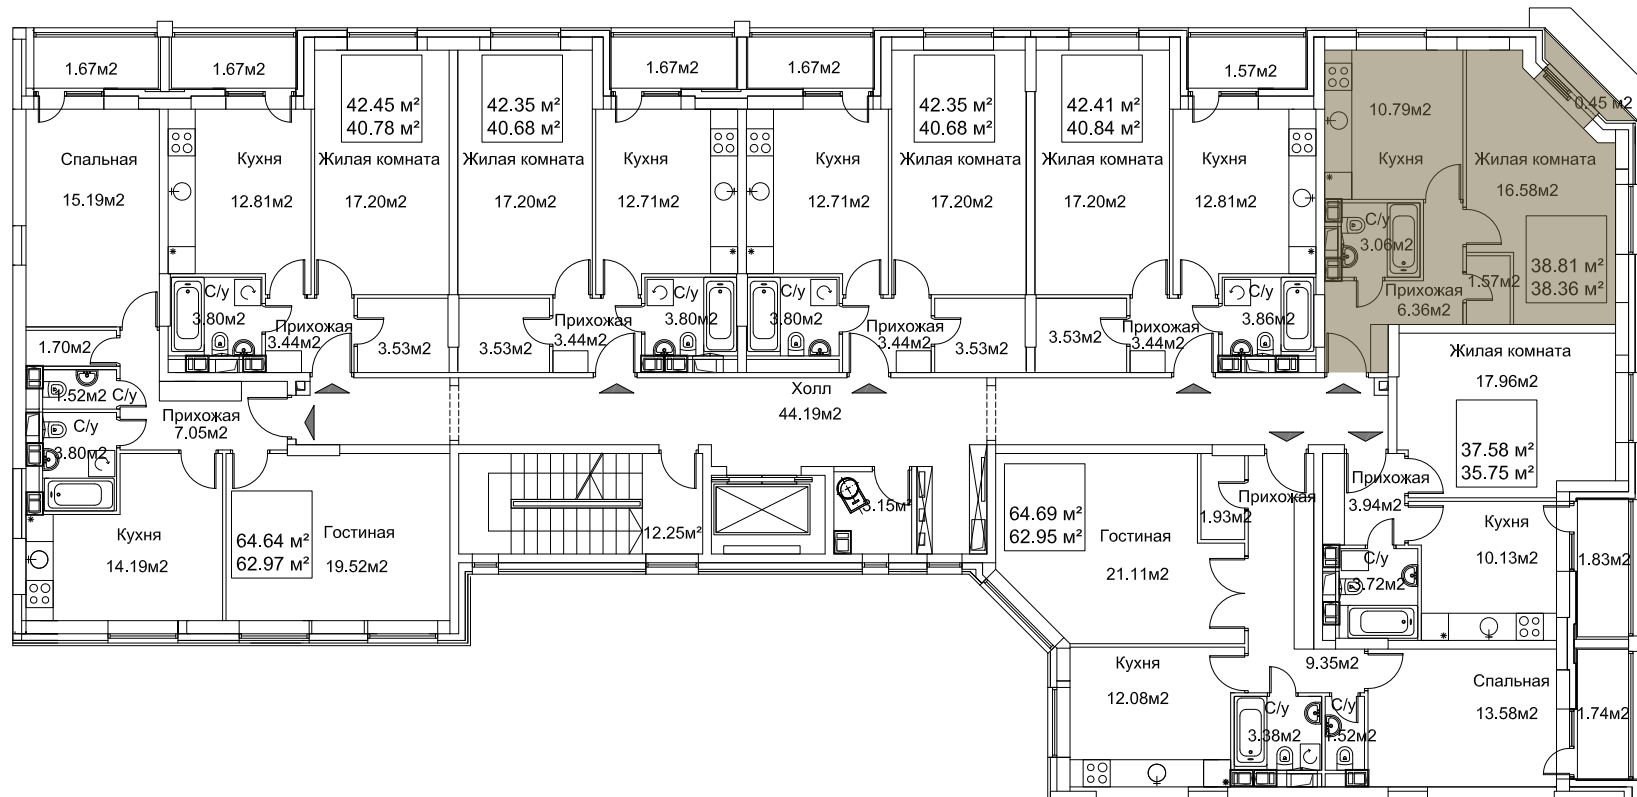 1.67м2
1.67м2
1.67м2
1.67м2
1.57м2
42.45 м²
40.78 м²
42.35 м²
40.68 м²
42.35 м²
40.68 м²
42.41 м²
40.84 м²
10.79м2
0.45 м2
Спальная
15.19м2
Кухня
12.81м2
Жилая комната
17.20м2
Жилая комната
17.20м2
Кухня
12.71м2
Кухня
12.71м2
Жилая комната
17.20м2
Жилая комната
17.20м2
Кухня
12.81м2
Кухня
Жилая комната
16.58м2
С/у
3.06м2
38.81 м²
38.36 м²
1.57м2
Прихожая
6.36м2
С/у
3.80м2
Прихожая
3.44м2
3.53м2
3.53м2
Прихожая
3.44м2
С/у
3.80м2
С/у
3.80м2
Прихожая
3.44м2
3.53м2
3.53м2
Прихожая
3.44м2
С/у
3.86м2
1.70м2
Жилая комната
17.96м2
37.58 м²
35.75 м²
1.52м2 С/у
С/у
3.80м2
Прихожая
7.05м2
Холл
44.19м2
Кухня
14.19м2
64.64 м²
62.97 м²
Гостиная
19.52м2
12.25м²
3.15м²
64.69 м²
62.95 м²
Гостиная
21.11м2
1.93м2
Прихожая
Прихожая
3.94м2
Кухня
10.13м2
1.83м2
С/у
3.72м2
Кухня
12.08м2
9.35м2
С/у
3.38м2
С/у
1.52м2
Спальная
13.58м2
1.74м2